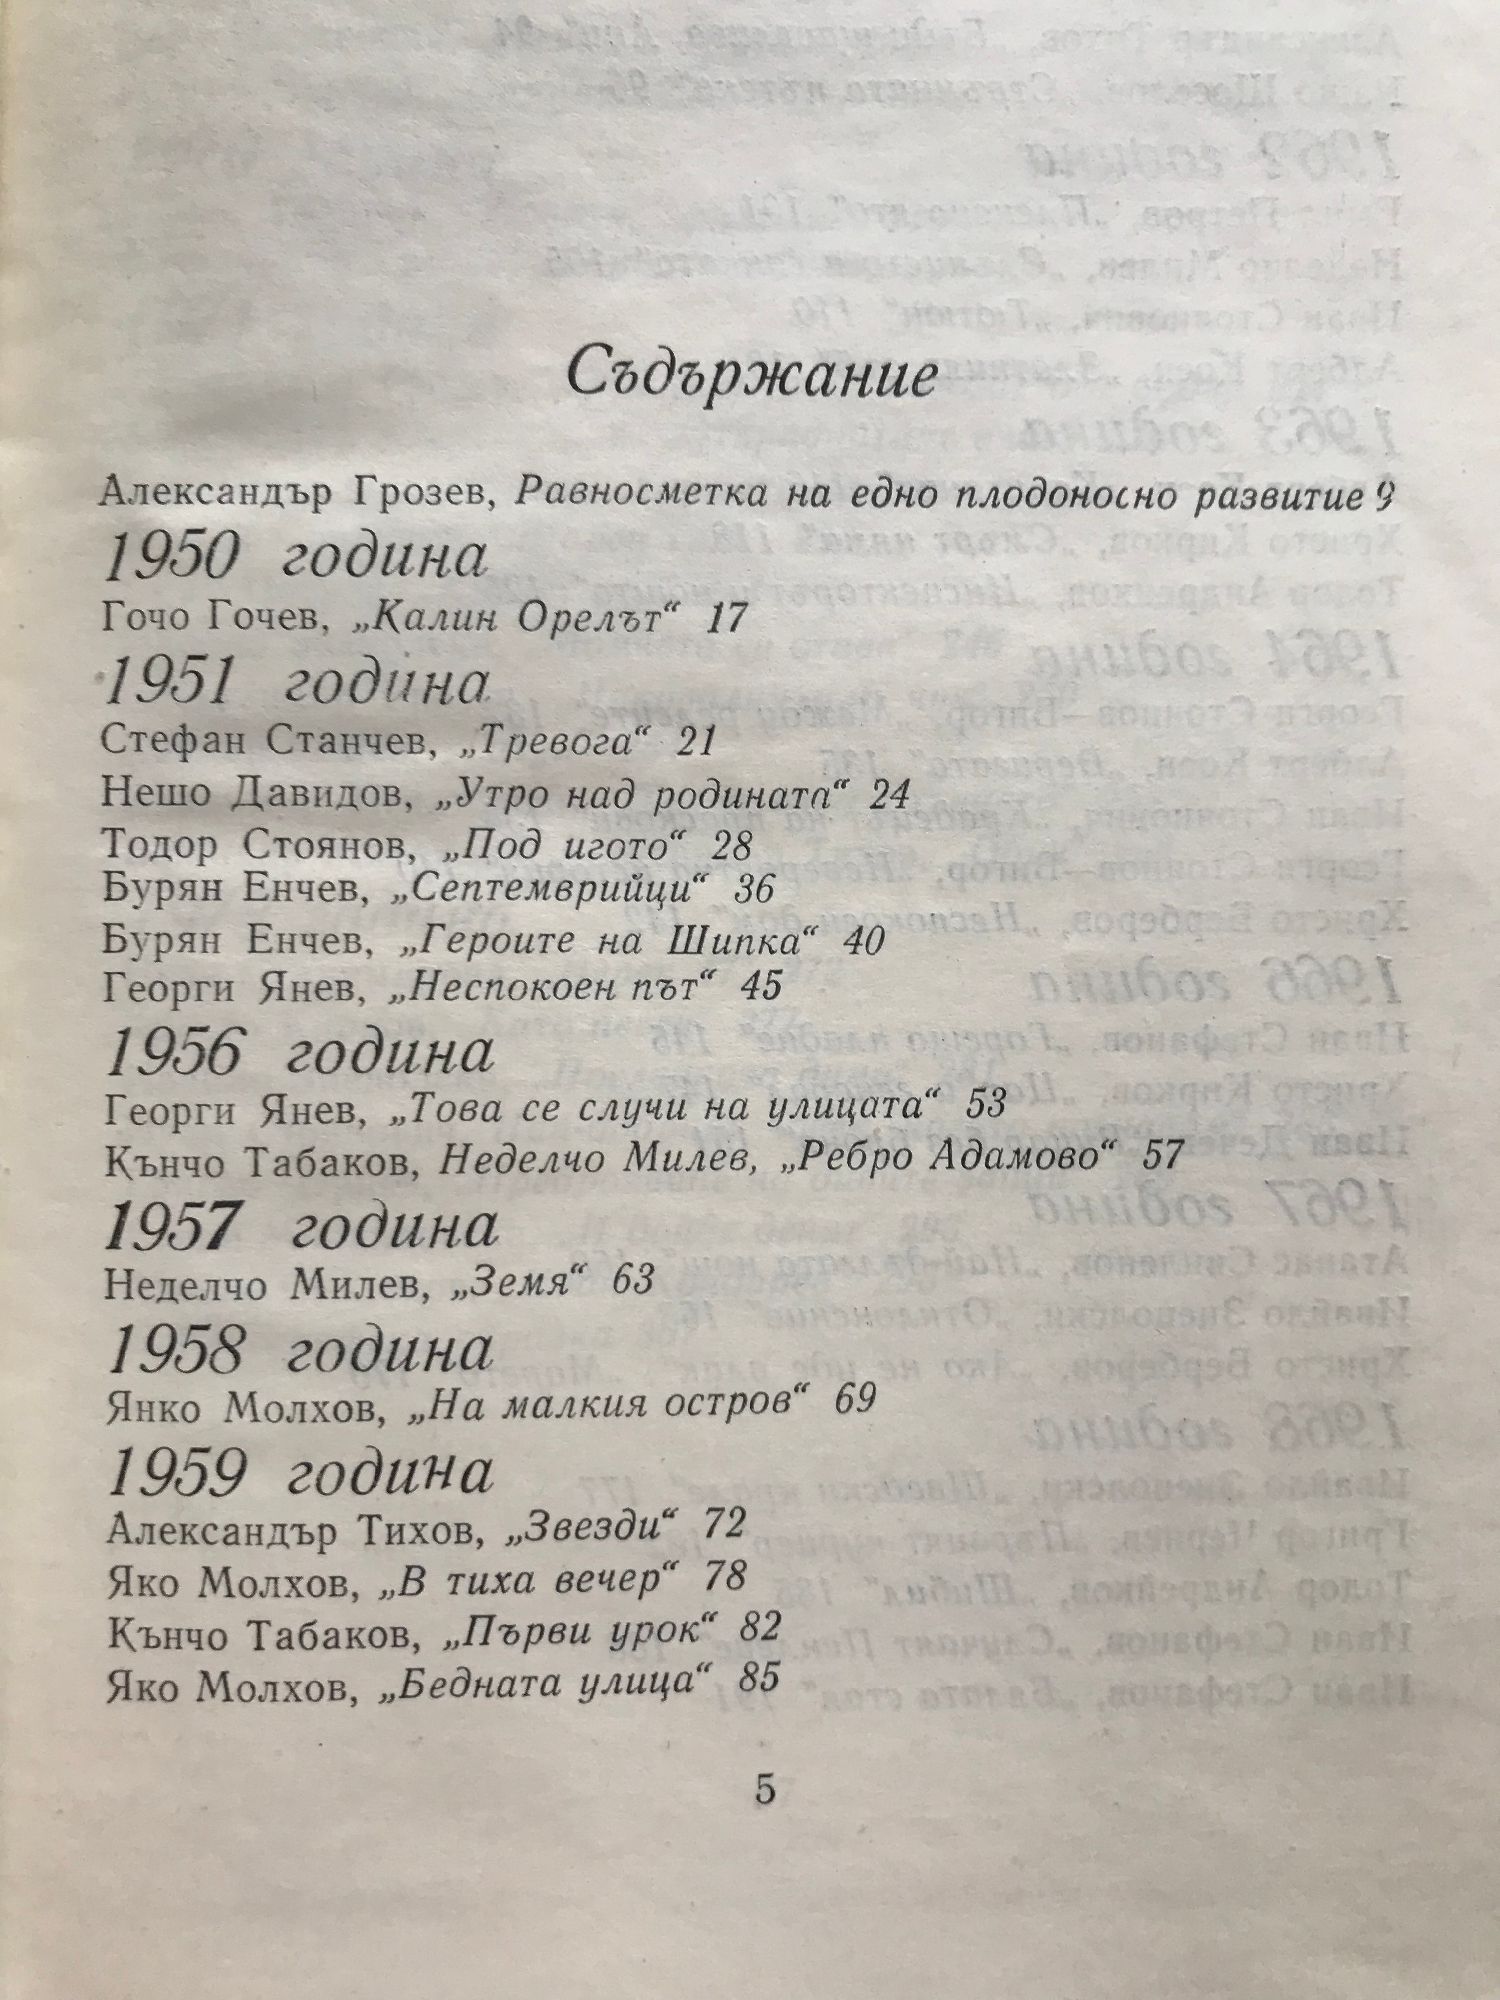 Съдържание
Александър Грозев, Равносметка на едно плодоносно развитие 9
1950 година
Гочо Гочев, „Калин Орелът“ 17
1951 година
Стефан Станчев, „Тревога“ 21
Нешо Давидов, „Утро над родината“ 24
Тодор Стоянов, „Под игото“ 28
Бурян Енчев, „Септемврийци“ 36
Бурян Енчев, „Героите на Шипка“ 40
Георги Янев, „Неспокоен път“ 45
1956 година
Георги Янев, „Това се случи на улицата“ 53
Кънчо Табаков, Неделчо Милев, „Ребро Адамово“ 57
1957 година
Неделчо Милев, „Земя“ 63
1958 година
Янко Молхов, „На малкия остров“ 69
1959 година
Александър Тихов, „Звезди“ 72
Яко Молхов, „В тиха вечер“ 78
Кънчо Табаков, „Първи урок“ 82
Яко Молхов, „Бедната улица“ 85
5